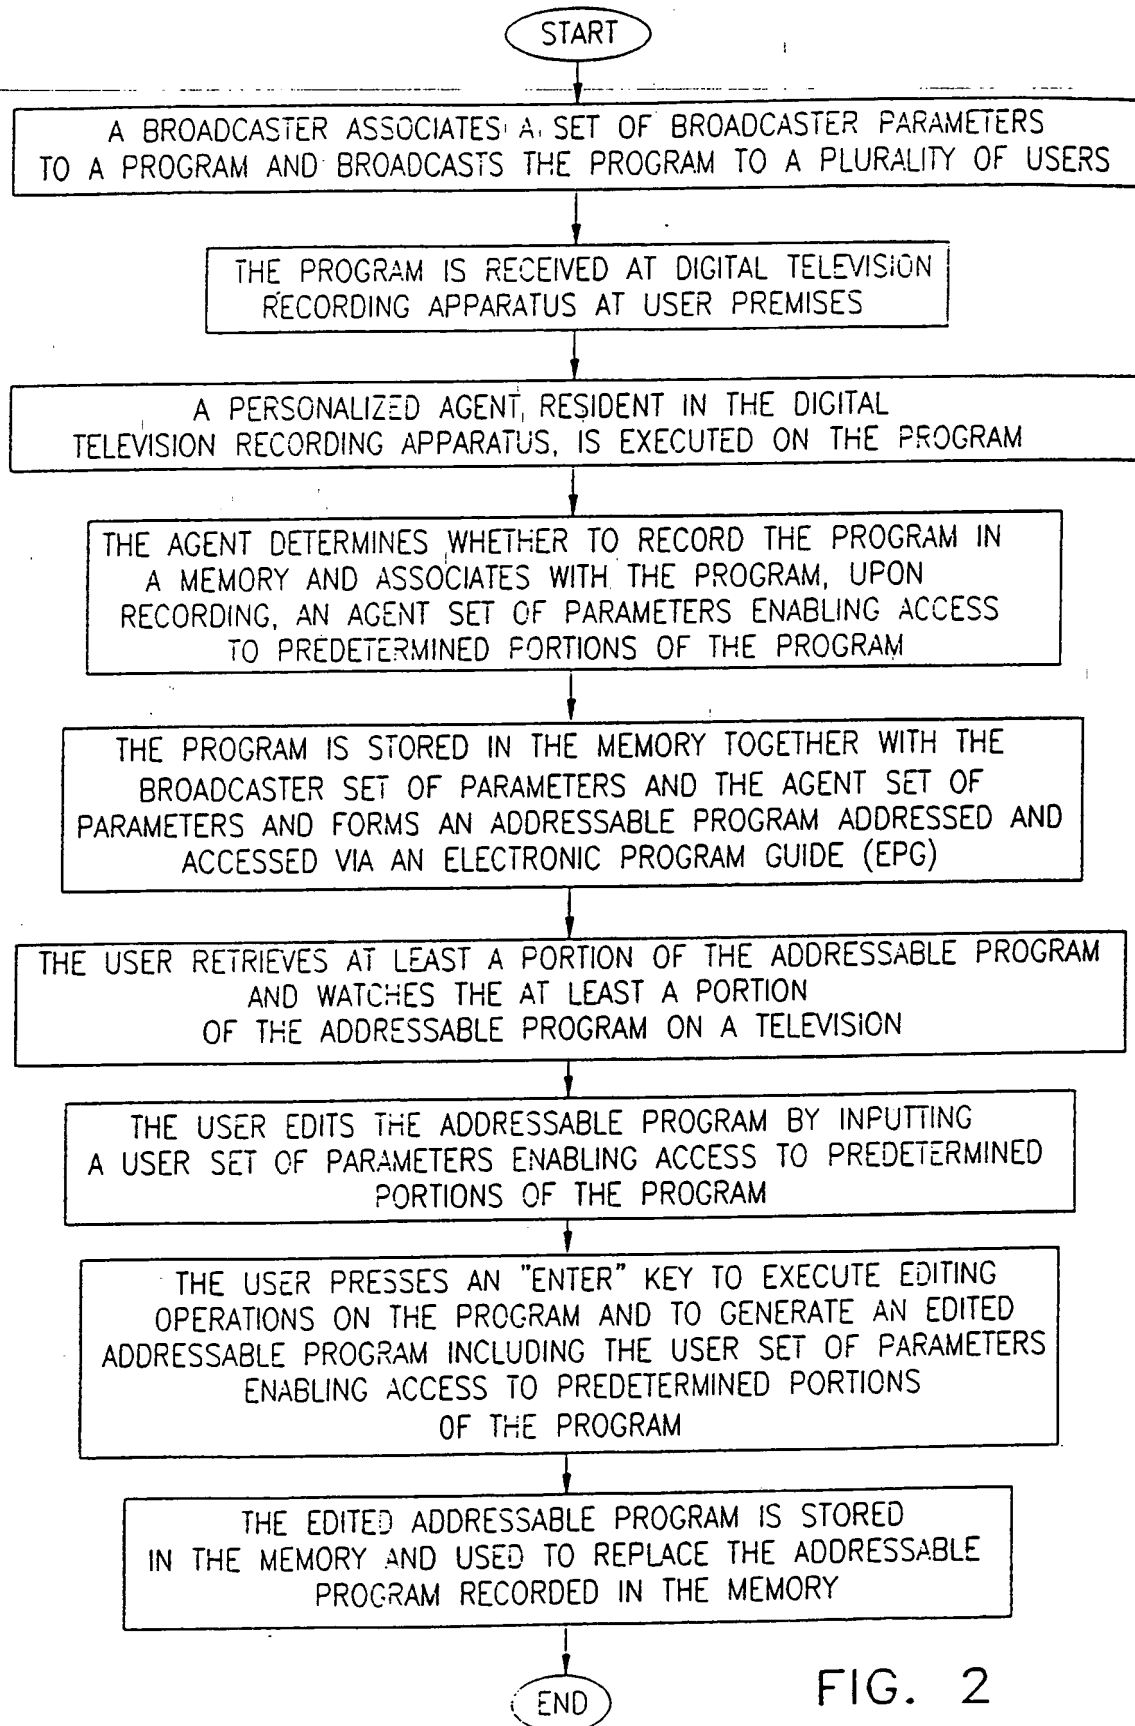 START
A BROADCASTER ASSOCIATES A SET OF BROADCASTER PARAMETERS
TO A PROGRAM AND BROADCASTS THE PROGRAM TO A PLURALITY OF USERS
THE PROGRAM IS RECEIVED AT DIGITAL TELEVISION
RECORDING APPARATUS AT USER PREMISES
A PERSONALIZED AGENT, RESIDENT IN THE DIGITAL
TELEVISION RECORDING APPARATUS, IS EXECUTED ON THE PROGRAM
THE AGENT DETERMINES WHETHER TO RECORD THE PROGRAM IN
A MEMORY AND ASSOCIATES WITH THE PROGRAM, UPON
RECORDING, AN AGENT SET OF PARAMETERS ENABLING ACCESS
TO PREDETERMINED PORTIONS OF THE PROGRAM
THE PROGRAM IS STORED IN THE MEMORY TOGETHER WITH THE
BROADCASTER SET OF PARAMETERS AND THE AGENT SET OF
PARAMETERS AND FORMS AN ADDRESSABLE PROGRAM ADDRESSED AND
ACCESSED VIA AN ELECTRONIC PROGRAM GUIDE (EPG)
THE USER RETRIEVES AT LEAST A PORTION OF THE ADDRESSABLE PROGRAM
AND WATCHES THE AT LEAST A PORTION
OF THE ADDRESSABLE PROGRAM ON A TELEVISION
THE USER EDITS THE ADDRESSABLE PROGRAM BY INPUTTING
A USER SET OF PARAMETERS ENABLING ACCESS TO PREDETERMINED
PORTIONS OF THE PROGRAM
THE USER PRESSES AN "ENTER" KEY TO EXECUTE EDITING
OPERATIONS ON THE PROGRAM AND TO GENERATE AN EDITED
ADDRESSABLE PROGRAM INCLUDING THE USER SET OF PARAMETERS
ENABLING ACCESS TO PREDETERMINED PORTIONS
OF THE PROGRAM
THE EDITED ADDRESSABLE PROGRAM IS STORED
IN THE MEMORY AND USED TO REPLACE THE ADDRESSABLE
PROGRAM RECORDED IN THE MEMORY
END
FIG. 2